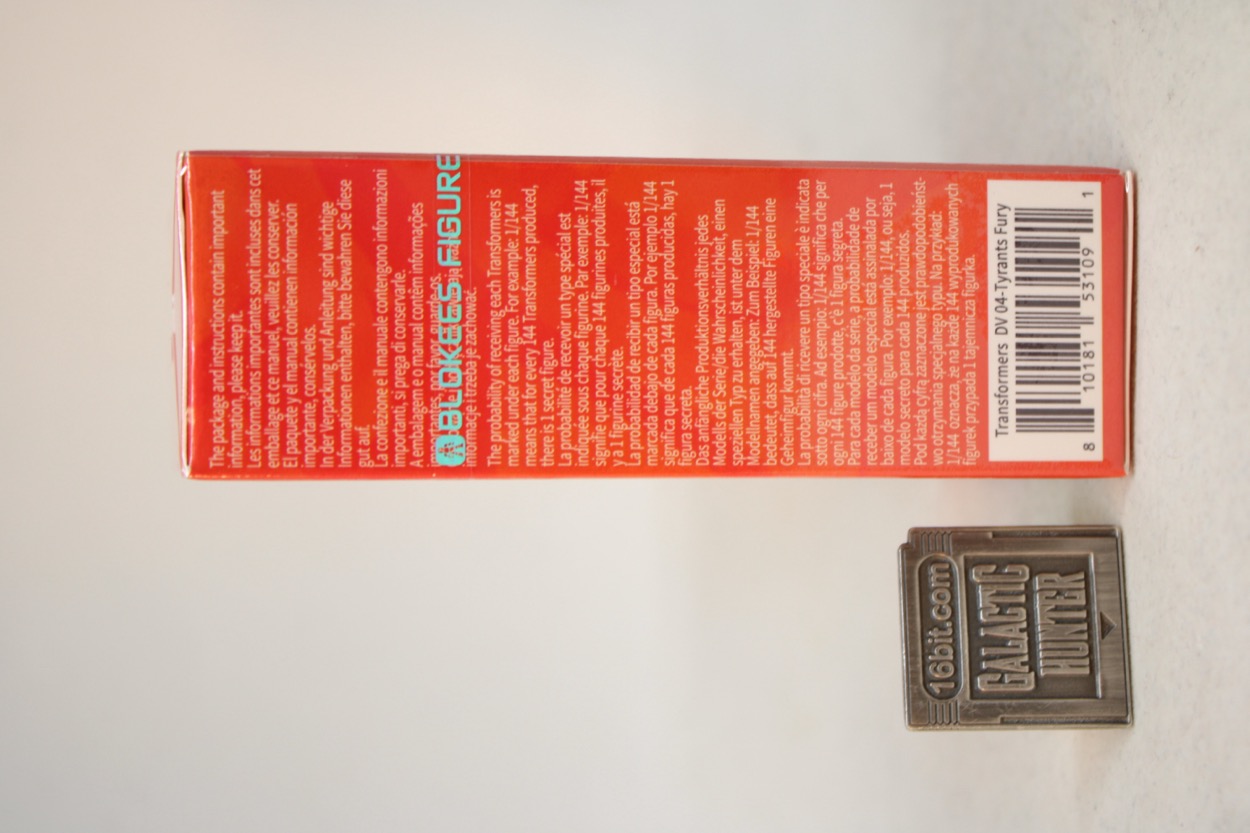 The package and instructions contain important
information, please keep it.
Les informations importantes sont incluses dans cet
emballage et ce manuel, veuillez les conserver.
El paquete y el manual contienen información
importante, consérvelos.
In der Verpackung und Anleitung sind wichtige
Informationen enthalten, bitte bewahren Sie diese
gut auf.
La confezione e il manuale contengono informazioni
importanti, si prega di conservarle.
A embalagem e o manual contêm informações
BLOKEES FIGURE
je zachować.
The probability of receiving each Transformers is
marked under each figure. For example: 1/144
means that for every 144 Transformers produced,
there is 1 secret figure.
La probabilité de recevoir un type spécial est
indiquée sous chaque figurine. Par exemple: 1/144
signifie que pour chaque 144 figurines produites, il
y a 1 figurine secrète.
La probabilidad de recibir un tipo especial está
marcada debajo de cada figura. Por ejemplo 1/144
significa que de cada 144 figuras producidas, hay 1
figura secreta.
Das anfängliche Produktionsverhältnis jedes
Modells der Serie/die Wahrscheinlichkeit, einen
speziellen Typ zu erhalten, ist unter dem
Modellnamen angegeben: Zum Beispiel: 1/144
bedeutet, dass auf 144 hergestellte Figuren eine
Geheimfigur kommt.
La probabilità di ricevere un tipo speciale è indicata
sotto ogni cifra. Ad esempio: 1/144 significa che per
ogni 144 figure prodotte, c'è 1 figura segreta.
Para cada modelo da série, a probabilidade de
receber um modelo especial está assinalada por
baixo de cada figura. Por exemplo 1/144, ou seja, 1
modelo secreto para cada 144 produzidos.
Pod każdą cyfrą zaznaczone jest prawdopodobieńst-
wo otrzymania specjalnego typu. Na przykład:
1/144 oznacza, że na każde 144 wyprodukowanych
figurek przypada 1 tajemnicza figurka.
Transformers DV 04-Tyrants Fury
8 10181 53109 1
16bit.com
GALACTIC
HUNTER